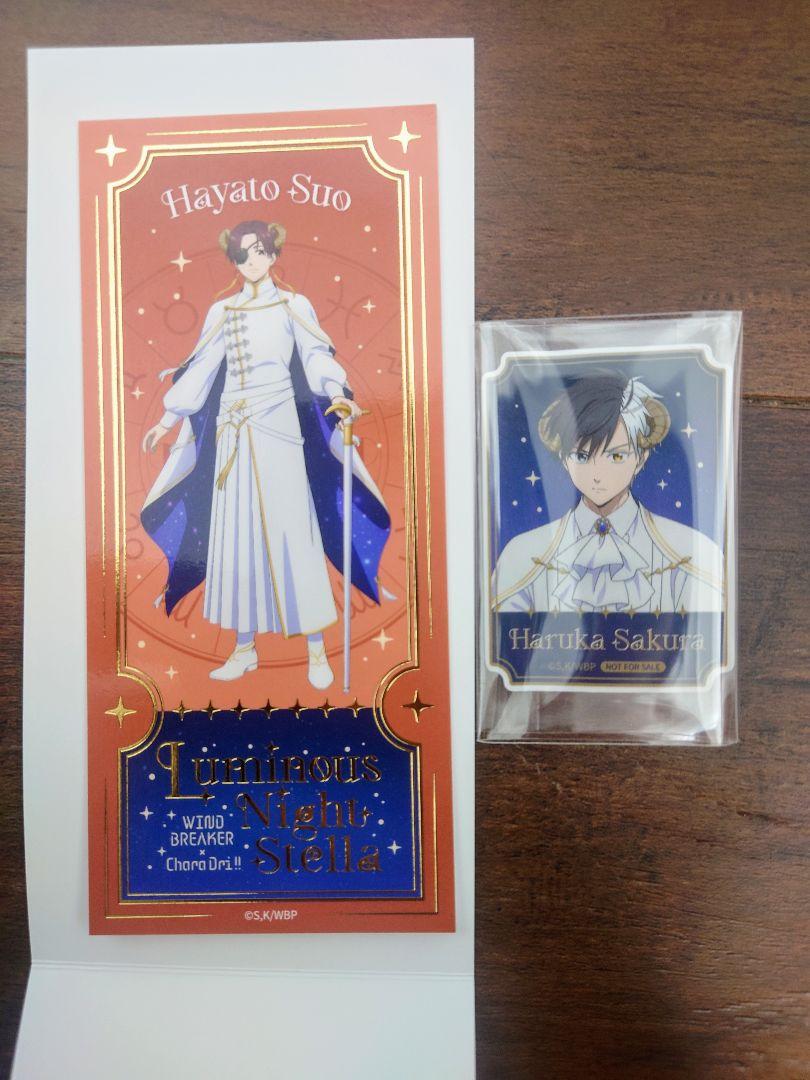 Hayato Suo
Luminous
Night
Stella
WIND
BREAKER
×
Chara Dri!!
©S,K/WBP
Haruka Sakura
©S,K/WBP NOT FOR SALE